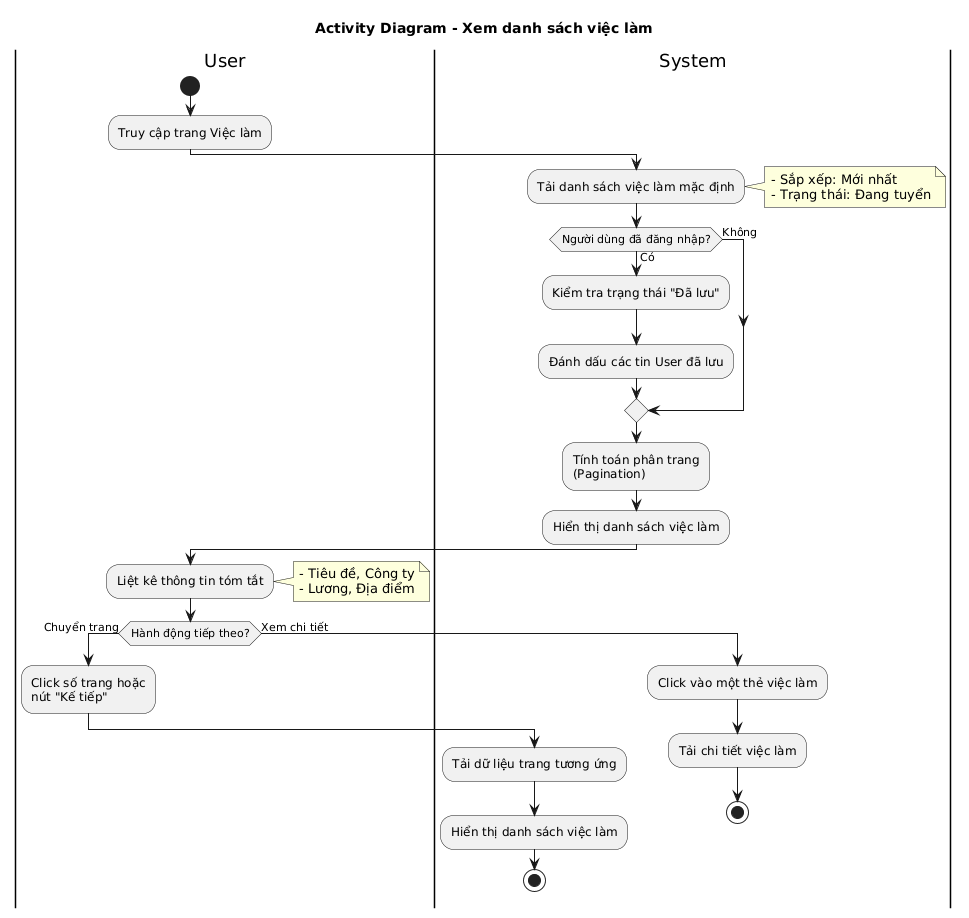 Activity Diagram - Xem danh sách việc làm
User
System
Truy cập trang Việc làm
Tải danh sách việc làm mặc định
- Sắp xếp: Mới nhất
- Trạng thái: Đang tuyển
Người dùng đã đăng nhập?
Không
Có
Kiểm tra trạng thái "Đã lưu"
Đánh dấu các tin User đã lưu
Tính toán phân trang
(Pagination)
Hiển thị danh sách việc làm
Liệt kê thông tin tóm tắt
- Tiêu đề, Công ty
- Lương, Địa điểm
Chuyển trang
Hành động tiếp theo?
Xem chi tiết
Click số trang hoặc
nút "Kế tiếp"
Click vào một thẻ việc làm
Tải chi tiết việc làm
Tải dữ liệu trang tương ứng
Hiển thị danh sách việc làm